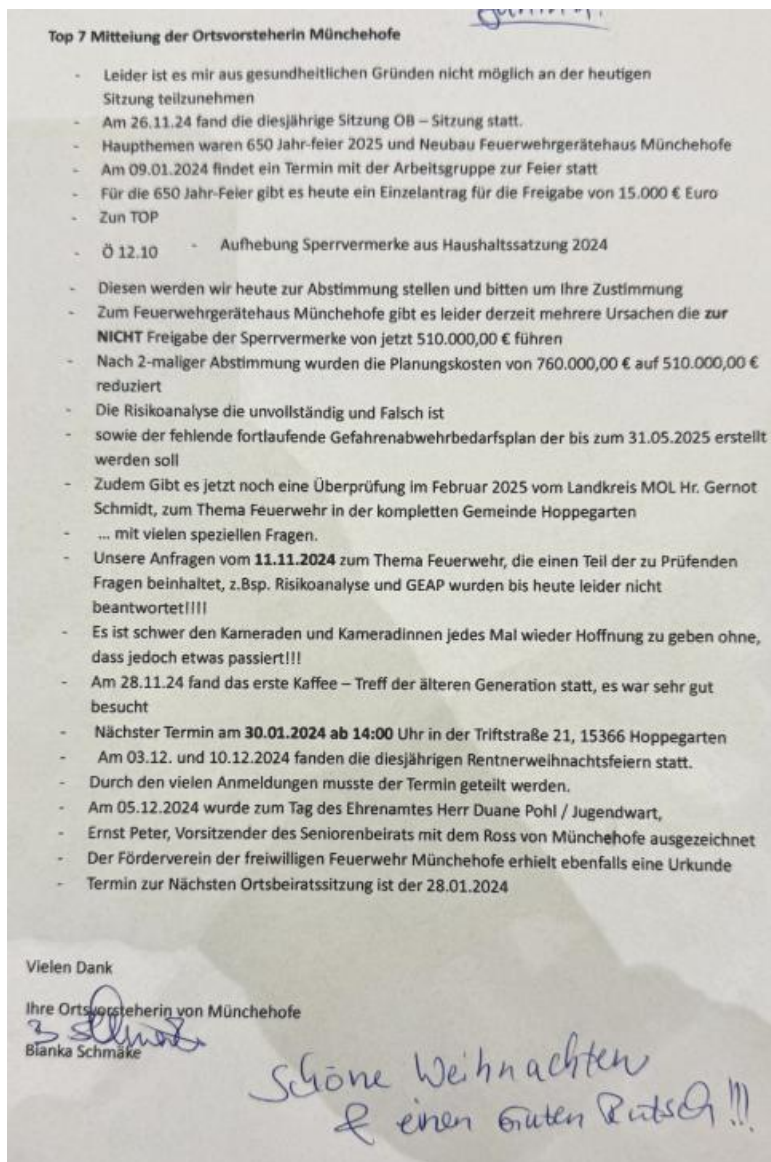 Top 7 Mitteiung der Ortsvorsteherin Münchehofe
- Leider ist es mir aus gesundheitlichen Gründen nicht möglich an der heutigen
Sitzung teilzunehmen
- Am 26.11.24 fand die diesjährige Sitzung OB – Sitzung statt.
- Haupthemen waren 650 Jahr-feier 2025 und Neubau Feuerwehrgerätehaus Münchehofe
- Am 09.01.2024 findet ein Termin mit der Arbeitsgruppe zur Feier statt
- Für die 650 Jahr-Feier gibt es heute ein Einzelantrag für die Freigabe von 15.000 € Euro
- Zun TOP
- Ö 12.10 - Aufhebung Sperrvermerke aus Haushaltssatzung 2024
- Diesen werden wir heute zur Abstimmung stellen und bitten um Ihre Zustimmung
- Zum Feuerwehrgerätehaus Münchehofe gibt es leider derzeit mehrere Ursachen die zur
NICHT Freigabe der Sperrvermerke von jetzt 510.000,00 € führen
- Nach 2-maliger Abstimmung wurden die Planungskosten von 760.000,00 € auf 510.000,00 €
reduziert
- Die Risikoanalyse die unvollständig und Falsch ist
- sowie der fehlende fortlaufende Gefahrenabwehrbedarfsplan der bis zum 31.05.2025 erstellt
werden soll
- Zudem Gibt es jetzt noch eine Überprüfung im Februar 2025 vom Landkreis MOL Hr. Gernot
Schmidt, zum Thema Feuerwehr in der kompletten Gemeinde Hoppegarten
- ... mit vielen speziellen Fragen.
- Unsere Anfragen vom 11.11.2024 zum Thema Feuerwehr, die einen Teil der zu Prüfenden
Fragen beinhaltet, z.Bsp. Risikoanalyse und GEAP wurden bis heute leider nicht
beantwortet!!!!
- Es ist schwer den Kameraden und Kameradinnen jedes Mal wieder Hoffnung zu geben ohne,
dass jedoch etwas passiert!!!
- Am 28.11.24 fand das erste Kaffee – Treff der älteren Generation statt, es war sehr gut
besucht
- Nächster Termin am 30.01.2024 ab 14:00 Uhr in der Triftstraße 21, 15366 Hoppegarten
- Am 03.12. und 10.12.2024 fanden die diesjährigen Rentnerweihnachtsfeiern statt.
- Durch den vielen Anmeldungen musste der Termin geteilt werden.
- Am 05.12.2024 wurde zum Tag des Ehrenamtes Herr Duane Pohl / Jugendwart,
- Ernst Peter, Vorsitzender des Seniorenbeirats mit dem Ross von Münchehofe ausgezeichnet
- Der Förderverein der freiwilligen Feuerwehr Münchehofe erhielt ebenfalls eine Urkunde
- Termin zur Nächsten Ortsbeiratssitzung ist der 28.01.2024
Vielen Dank
Ihre Ortsvorsteherin von Münchehofe
B Schmäke
Bianka Schmäke
Schöne Weihnachten
& einen Guten Rutsch!!!